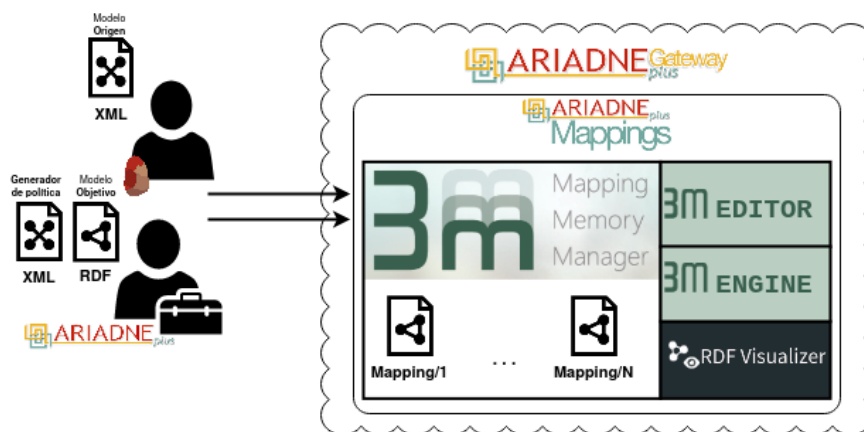 Modelo
Origen
XML
Generador
de política
Modelo
Objetivo
XML
RDF
ARIADNE
plus
ARIADNE Gateway
plus
ARIADNE
plus
Mappings
3m
Mapping
Memory
Manager
3m EDITOR
3m ENGINE
RDF Visualizer
Mapping/1
...
Mapping/N